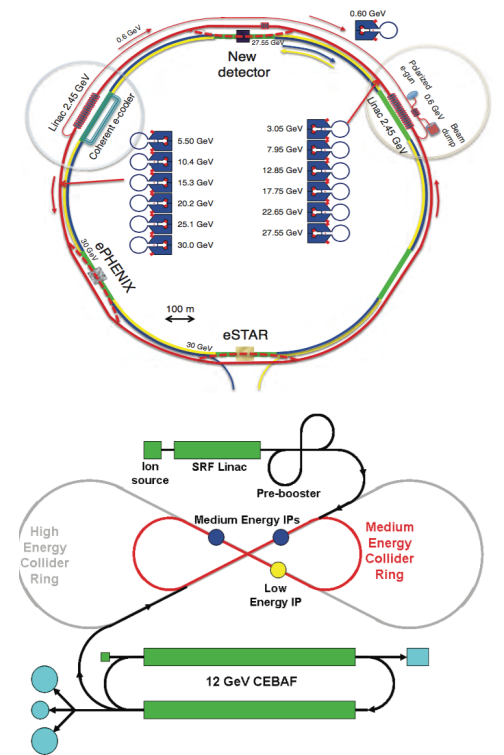 0.60 GeV
0.6 GeV
27.55 GeV
New
detector
Linac 2.45 GeV
Coherent e-cooler
Linac 2.45 GeV
Polarized
e-gun
0.6 GeV
Beam
dump
5.50 GeV
10.4 GeV
15.3 GeV
20.2 GeV
25.1 GeV
30.0 GeV
3.05 GeV
7.95 GeV
12.85 GeV
17.75 GeV
22.65 GeV
27.55 GeV
30 GeV
ePHENIX
100 m
eSTAR
30 GeV
Ion
source
SRF Linac
Pre-booster
Medium Energy IPs
High
Energy
Collider
Ring
Medium
Energy
Collider
Ring
Low
Energy IP
12 GeV CEBAF